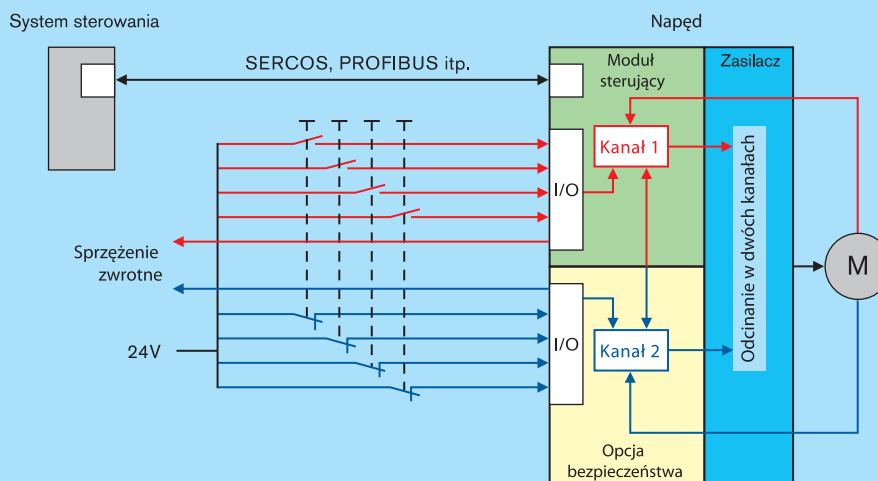 System sterowania
Napęd
SERCOS, PROFIBUS itp.
Moduł
sterujący
Zasilacz
Kanał 1
I/O
Odcinanie w dwóch kanałach
M
Sprzężenie
zwrotne
24V
I/O
Kanał 2
Opcja
bezpieczeństwa